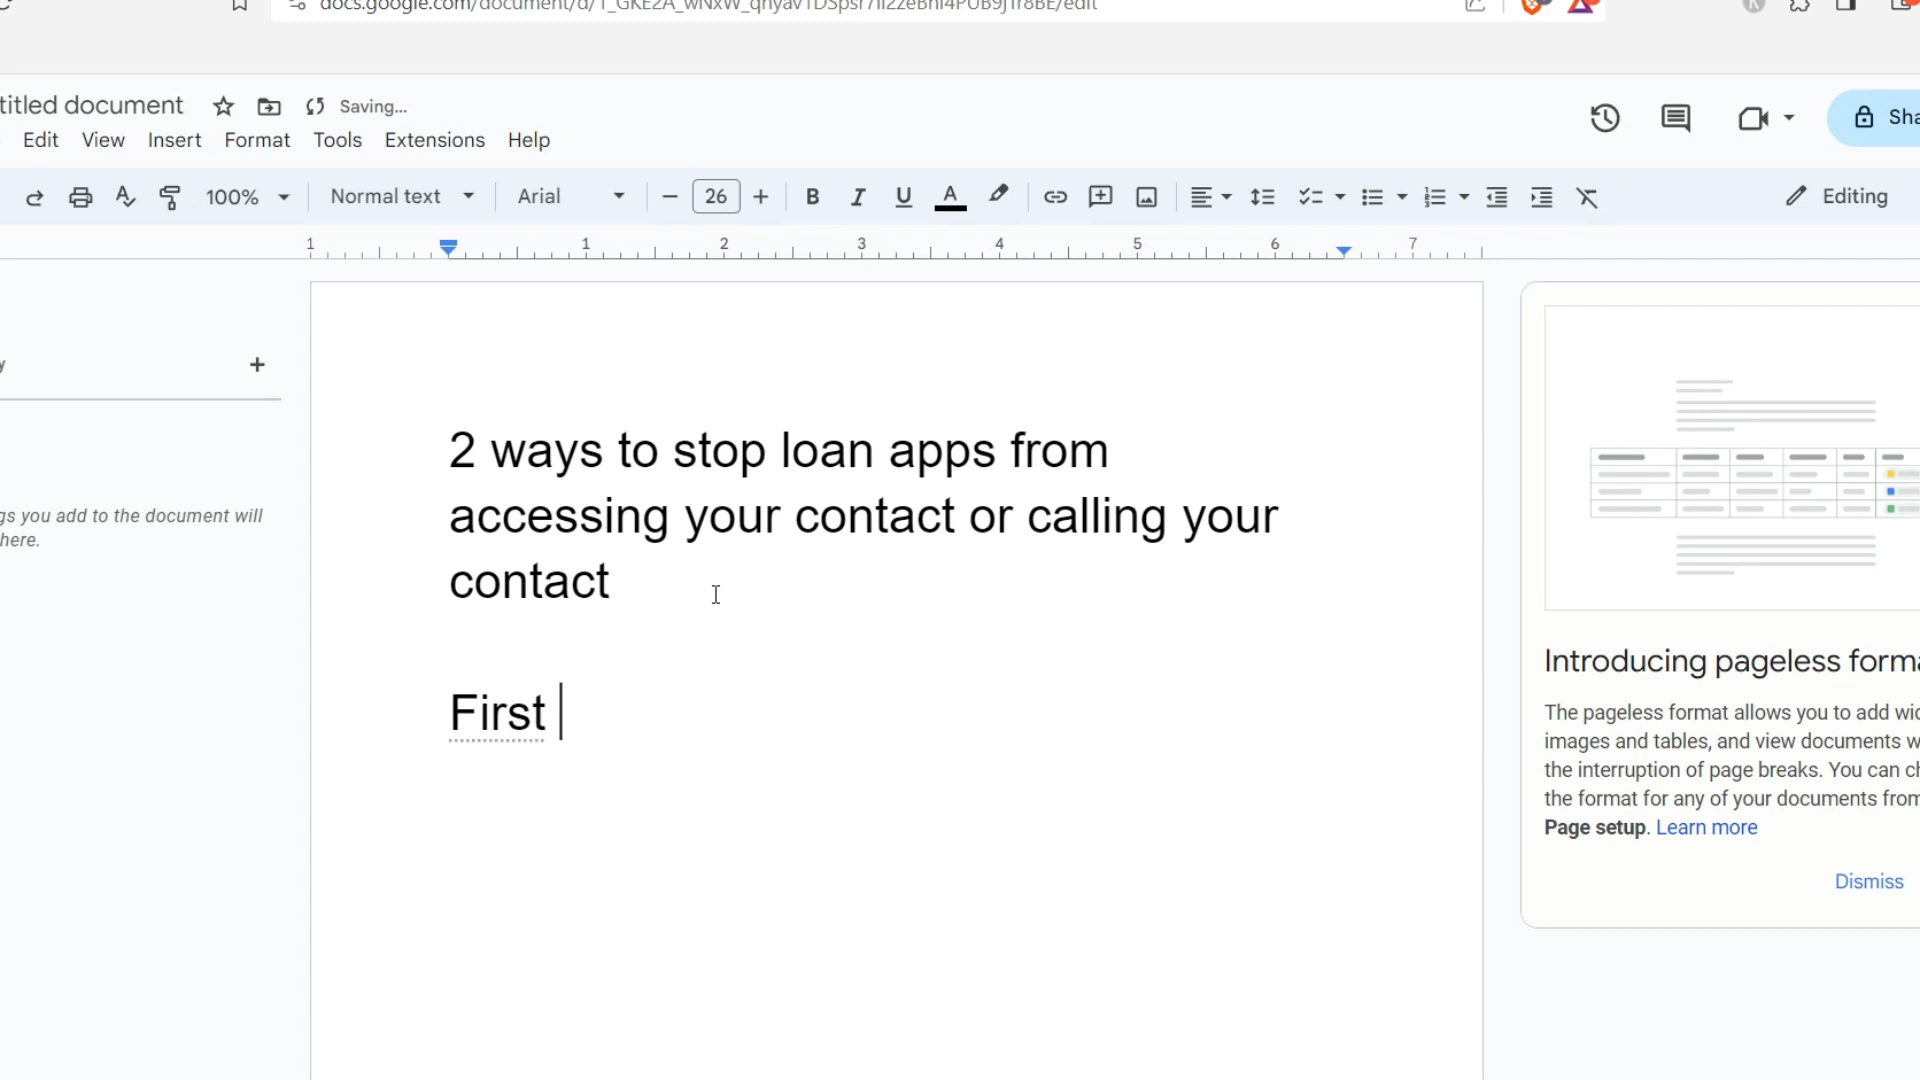 docs.google.com/document/d/
titled document
Saving...
Sha
Edit View Insert Format Tools Extensions Help
100% Normal text Arial 26 B I U A Editing
1 1 2 3 4 5 6 7
gs you add to the document will
here.
2 ways to stop loan apps from
accessing your contact or calling your
contact
First
Introducing pageless forma
The pageless format allows you to add wid
images and tables, and view documents w
the interruption of page breaks. You can ch
the format for any of your documents from
Page setup. Learn more
Dismiss